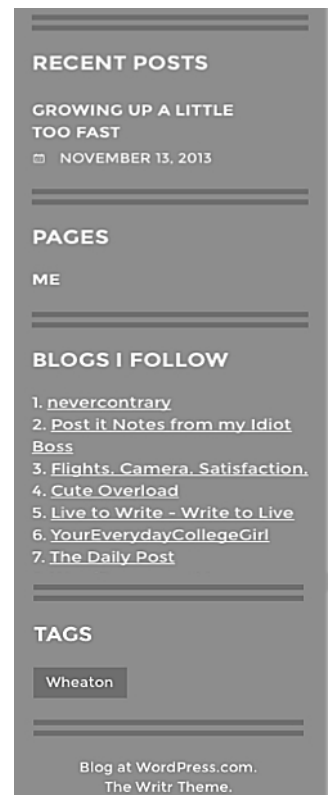 RECENT POSTS
GROWING UP A LITTLE
TOO FAST
NOVEMBER 13, 2013
PAGES
ME
BLOGS I FOLLOW
1. nevercontrary
2. Post it Notes from my Idiot
Boss
3. Flights. Camera. Satisfaction.
4. Cute Overload
5. Live to Write - Write to Live
6. YourEverydayCollegeGirl
7. The Daily Post
TAGS
Wheaton
Blog at WordPress.com.
The Writr Theme.